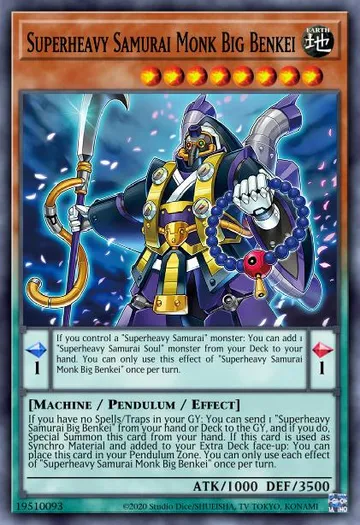 Superheavy Samurai Monk Big Benkei
EARTH
地
If you control a "Superheavy Samurai" monster: You can add 1
"Superheavy Samurai Soul" monster from your Deck to your
hand. You can only use this effect of "Superheavy Samurai
Monk Big Benkei" once per turn.
1
1
[Machine / Pendulum / Effect]
If you have no Spells/Traps in your GY: You can send 1 "Superheavy
Samurai Big Benkei" from your hand or Deck to the GY, and if you do,
Special Summon this card from your hand. If this card is used as
Synchro Material and added to your Extra Deck face-up: You can
place this card in your Pendulum Zone. You can only use each effect
of "Superheavy Samurai Monk Big Benkei" once per turn.
ATK/1000 DEF/3500
19510093
©2020 Studio Dice/SHUEISHA, TV TOKYO, KONAMI